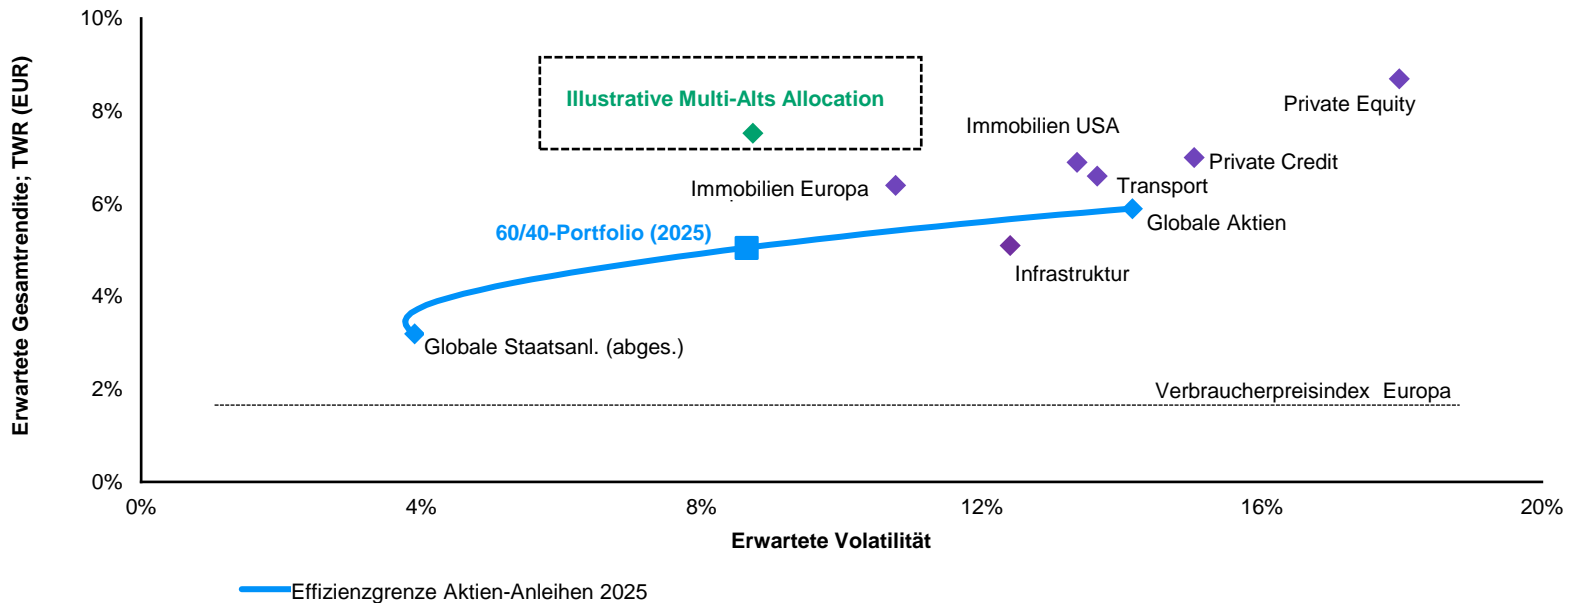 10%
8%
6%
4%
2%
0%
Erwartete Gesamtrendite; TWR (EUR)
Illustrative Multi-Alts Allocation
Private Equity
Immobilien USA
Private Credit
Immobilien Europa
Transport
Globale Aktien
60/40-Portfolio (2025)
Infrastruktur
Globale Staatsanl. (abges.)
Verbraucherpreisindex Europa
0%
4%
8%
12%
16%
20%
Erwartete Volatilität
Effizienzgrenze Aktien-Anleihen 2025